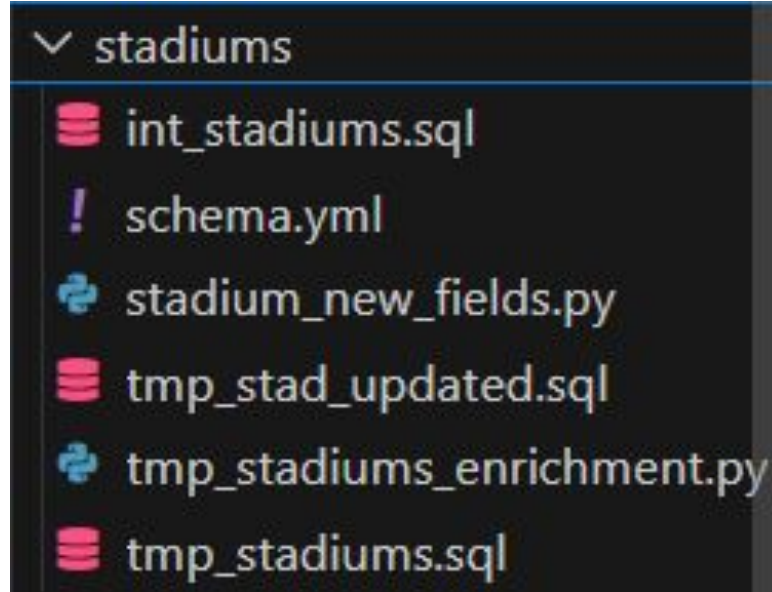 stadiums
int_stadiums.sql
schema.yml
stadium_new_fields.py
tmp_stad_updated.sql
tmp_stadiums_enrichment.py
tmp_stadiums.sql